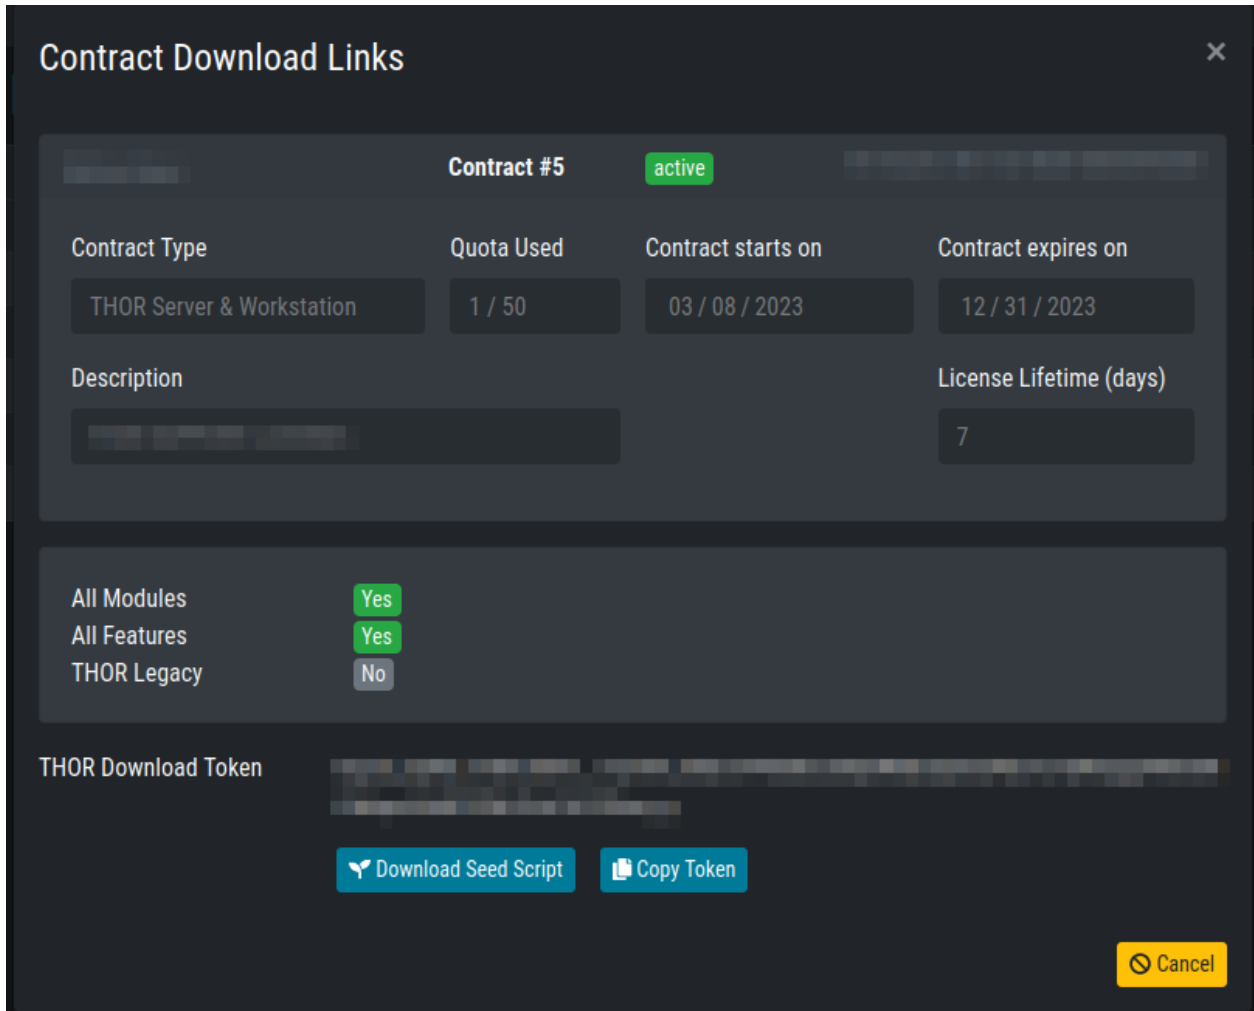 Contract Download Links
Contract #5 active
Contract Type Quota Used Contract starts on Contract expires on
THOR Server & Workstation 1 / 50 03 / 08 / 2023 12 / 31 / 2023
Description License Lifetime (days)
7
All Modules Yes
All Features Yes
THOR Legacy No
THOR Download Token
Download Seed Script Copy Token
Cancel